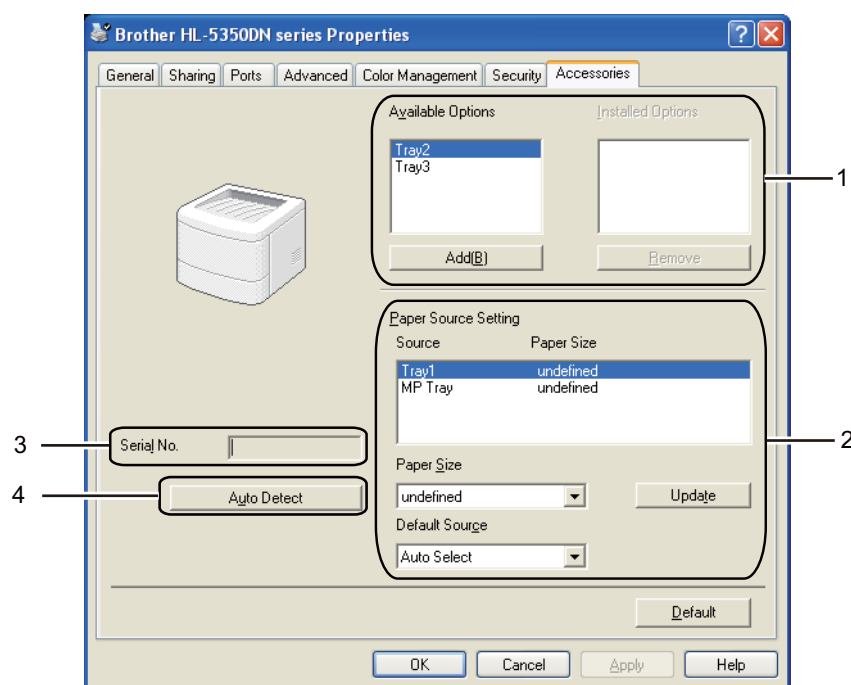 Brother HL-5350DN series Properties
General Sharing Ports Advanced Color Management Security Accessories
Available Options Installed Options
Tray2
Tray3
Add(B) Remove
1
Paper Source Setting
Source Paper Size
Tray1 undefined
MP Tray undefined
2
3 Serial No.
4 Auto Detect
Paper Size
undefined Update
Default Source
Auto Select
Default
OK Cancel Apply Help